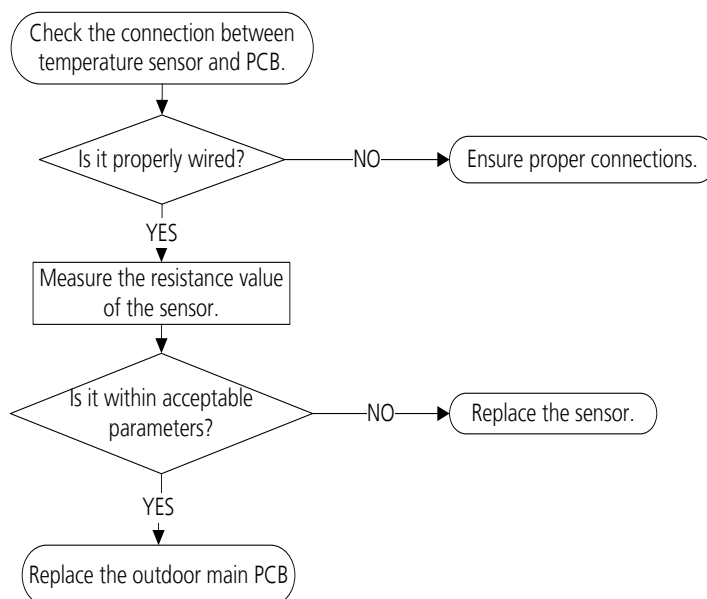 Check the connection between
temperature sensor and PCB.
Is it properly wired?
NO
Ensure proper connections.
YES
Measure the resistance value
of the sensor.
Is it within acceptable
parameters?
NO
Replace the sensor.
YES
Replace the outdoor main PCB